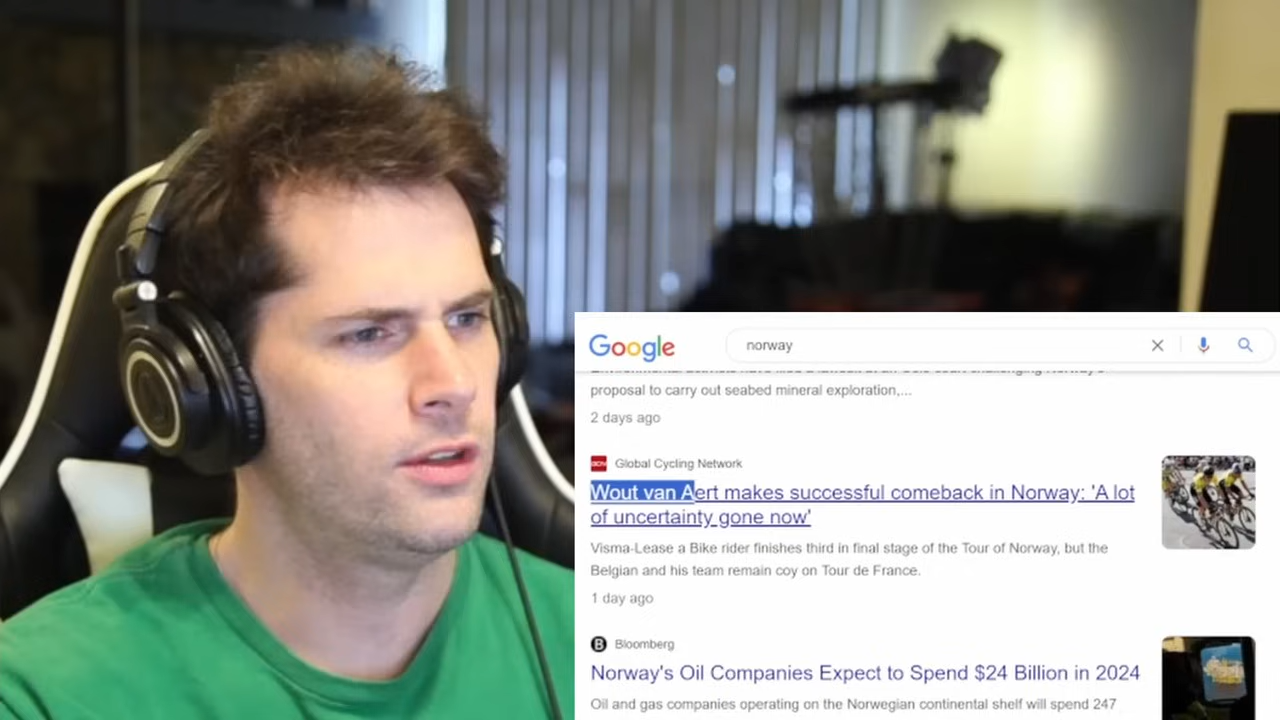 Google
norway
proposal to carry out seabed mineral exploration,...
2 days ago
GCN Global Cycling Network
Wout van Aert makes successful comeback in Norway: 'A lot
of uncertainty gone now'
Visma-Lease a Bike rider finishes third in final stage of the Tour of Norway, but the
Belgian and his team remain coy on Tour de France.
1 day ago
B Bloomberg
Norway's Oil Companies Expect to Spend $24 Billion in 2024
Oil and gas companies operating on the Norwegian continental shelf will spend 247